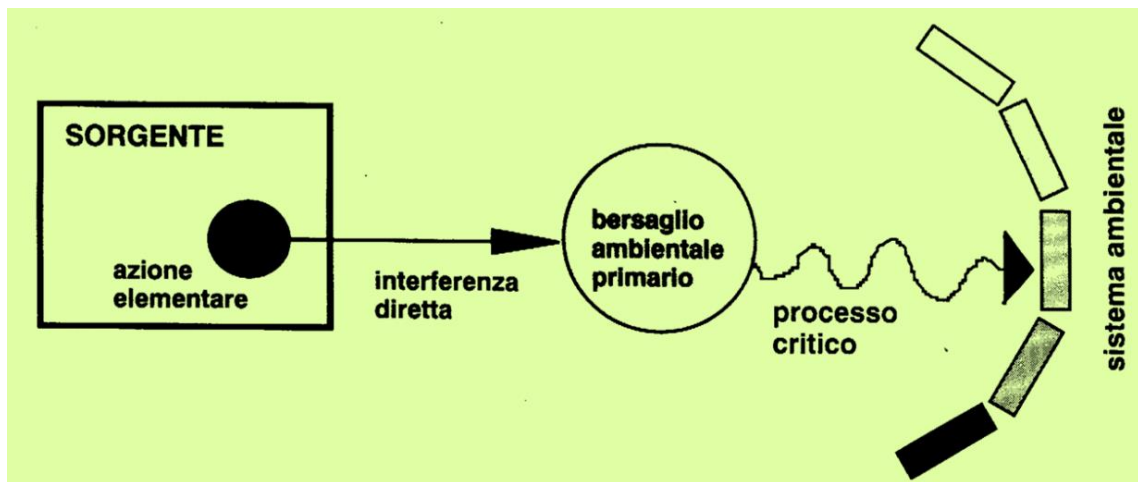 SORGENTE
azione
elementare
interferenza
diretta
bersaglio
ambientale
primario
processo
critico
sistema ambientale